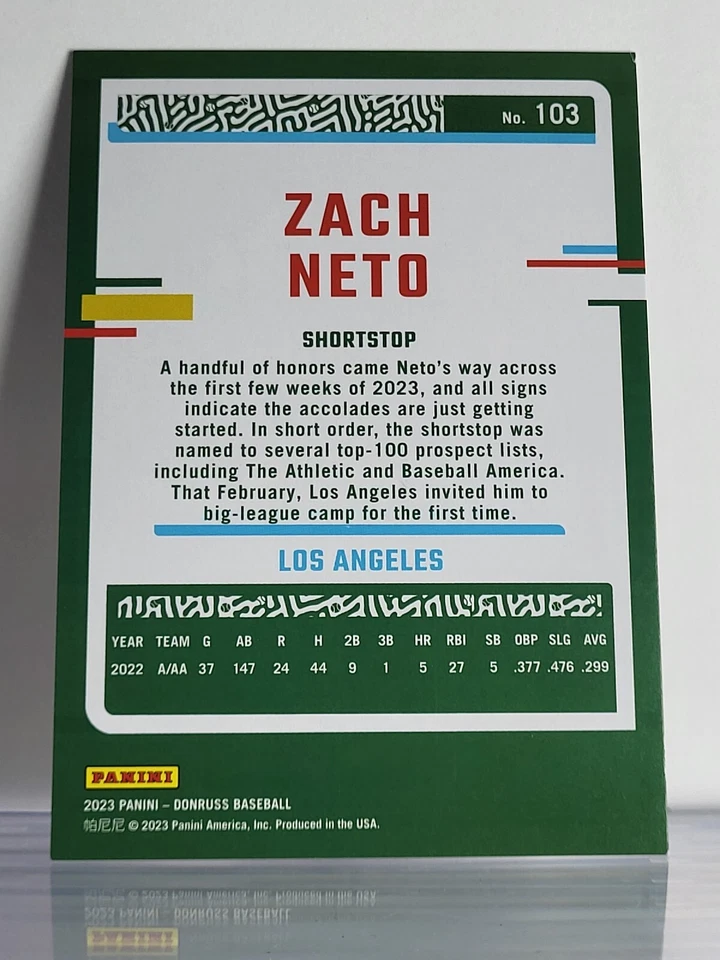 No. 103
ZACH
NETO
SHORTSTOP
A handful of honors came Neto's way across
the first few weeks of 2023, and all signs
indicate the accolades are just getting
started. In short order, the shortstop was
named to several top-100 prospect lists,
including The Athletic and Baseball America.
That February, Los Angeles invited him to
big-league camp for the first time.
LOS ANGELES
YEAR TEAM G AB R H 2B 3B HR RBI SB OBP SLG AVG
2022 A/AA 37 147 24 44 9 1 5 27 5 .377 .476 .299
PANINI
2023 PANINI – DONRUSS BASEBALL
帕尼尼 © 2023 Panini America, Inc. Produced in the USA.